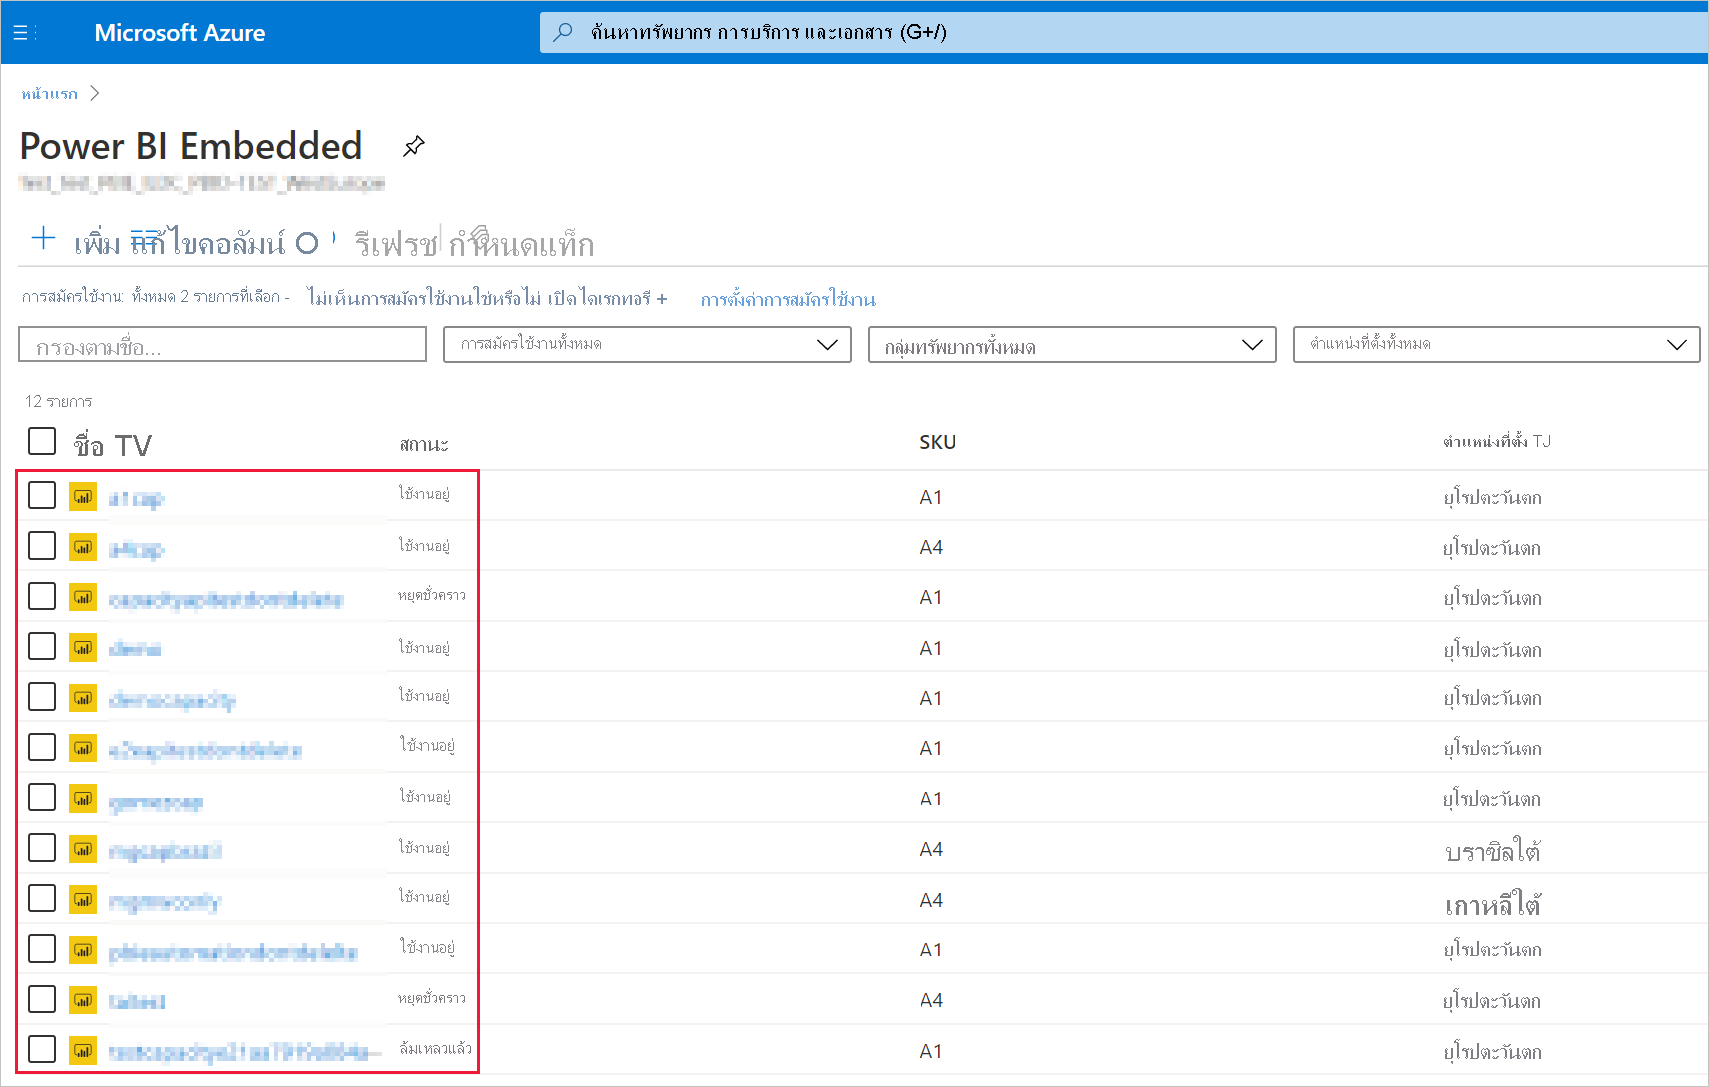 Microsoft Azure
ค้นหาทรัพยากร การบริการ และเอกสาร (G+/)
หน้าแรก
Power BI Embedded
เพิ่ม แก้ไขคอลัมน์ รีเฟรช กำหนดแท็ก
การสมัครใช้งาน: ทั้งหมด 2 รายการที่เลือก - ไม่เห็นการสมัครใช้งานใช่หรือไม่ เปิดไดเรกทอรี + การตั้งค่าการสมัครใช้งาน
กรองตามชื่อ... การสมัครใช้งานทั้งหมด กลุ่มทรัพยากรทั้งหมด ตำแหน่งที่ตั้งทั้งหมด
12 รายการ
ชื่อ TV สถานะ SKU ตำแหน่งที่ตั้ง TJ
ใช้งานอยู่ A1 ยุโรปตะวันตก
ใช้งานอยู่ A4 ยุโรปตะวันตก
หยุดชั่วคราว A1 ยุโรปตะวันตก
ใช้งานอยู่ A1 ยุโรปตะวันตก
ใช้งานอยู่ A1 ยุโรปตะวันตก
ใช้งานอยู่ A1 ยุโรปตะวันตก
ใช้งานอยู่ A1 ยุโรปตะวันตก
ใช้งานอยู่ A4 บราซิลใต้
ใช้งานอยู่ A4 เกาหลีใต้
ใช้งานอยู่ A1 ยุโรปตะวันตก
หยุดชั่วคราว A4 ยุโรปตะวันตก
ล้มเหลวแล้ว A1 ยุโรปตะวันตก